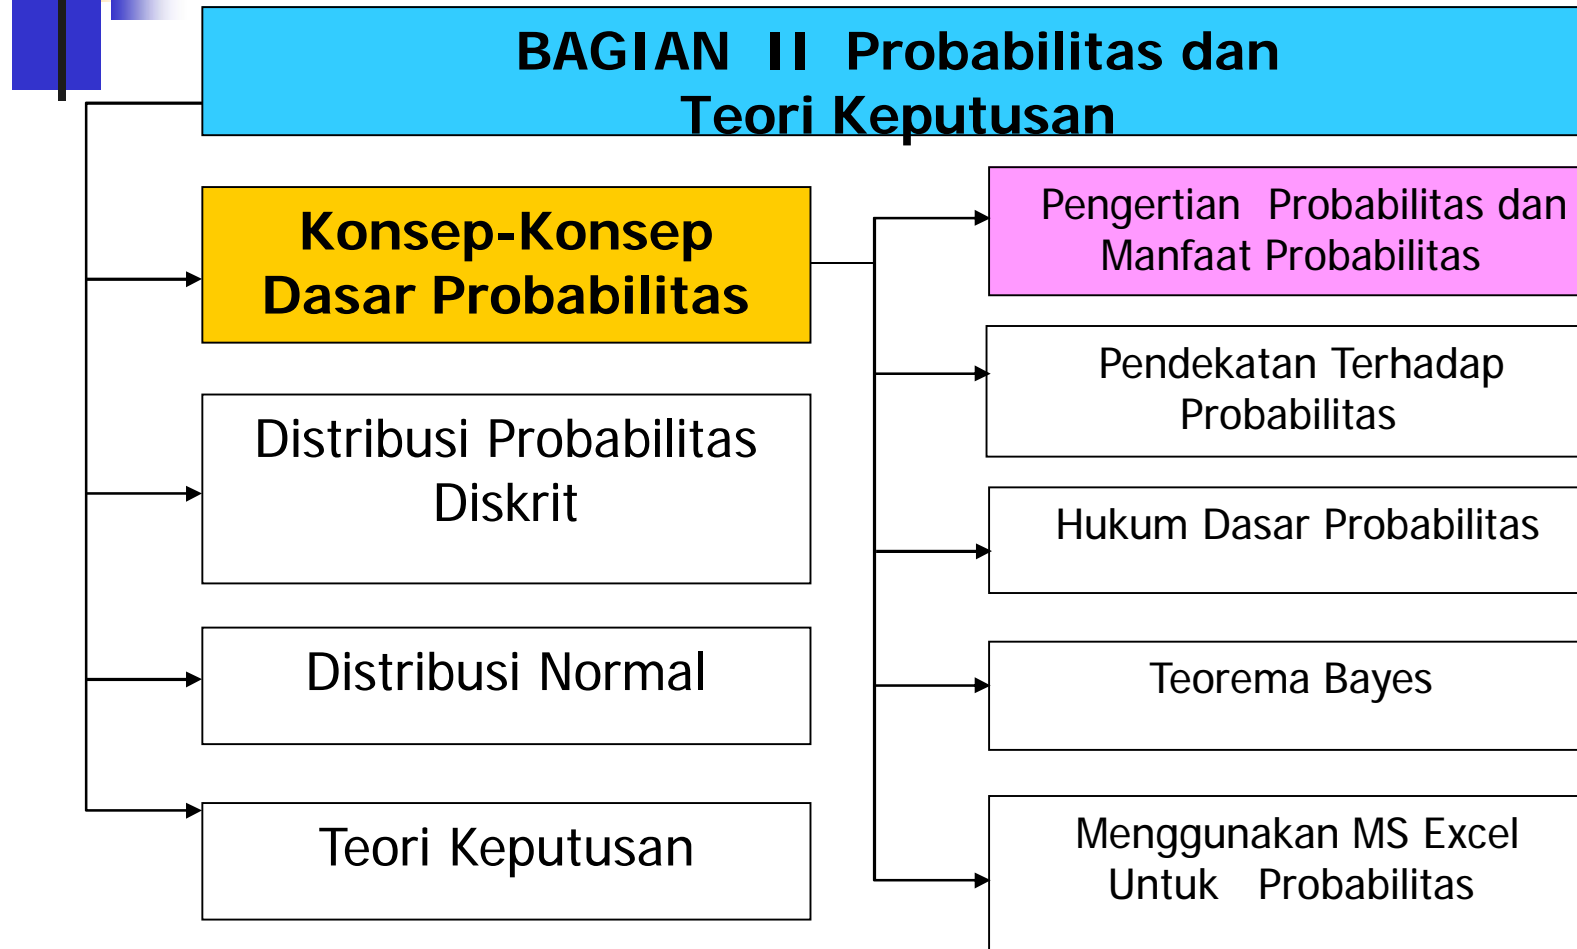 BAGIAN II Probabilitas dan
Teori Keputusan
Konsep-Konsep
Dasar Probabilitas
Distribusi Probabilitas
Diskrit
Distribusi Normal
Teori Keputusan
Pengertian Probabilitas dan
Manfaat Probabilitas
Pendekatan Terhadap
Probabilitas
Hukum Dasar Probabilitas
Teorema Bayes
Menggunakan MS Excel
Untuk Probabilitas